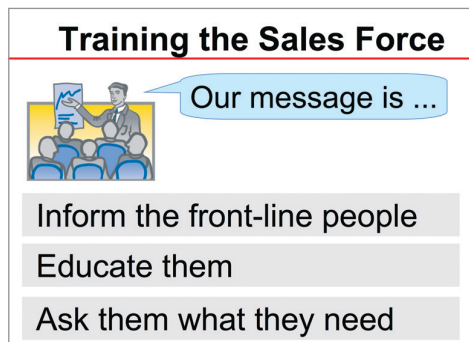 Training the Sales Force
Our message is ...
Inform the front-line people
Educate them
Ask them what they need